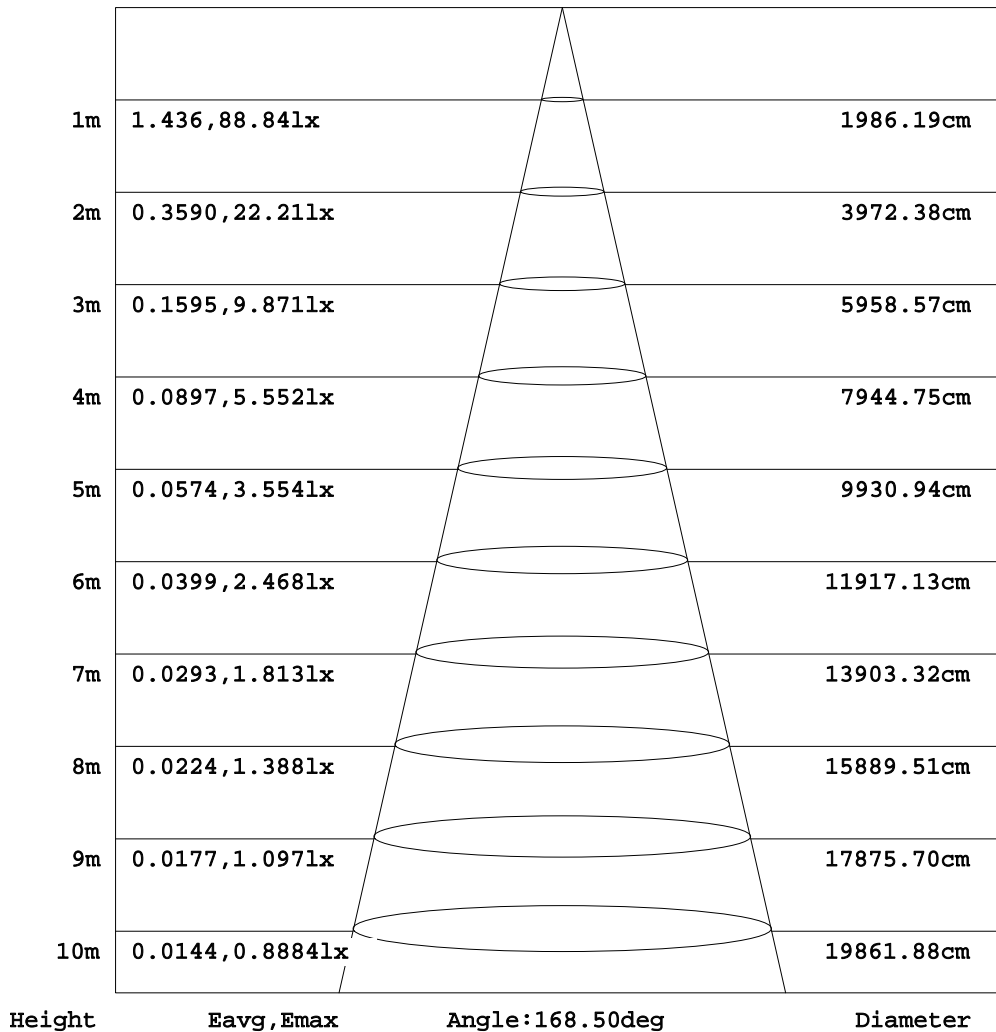 1m 1.436,88.84lx 1986.19cm
2m 0.3590,22.21lx 3972.38cm
3m 0.1595,9.871lx 5958.57cm
4m 0.0897,5.552lx 7944.75cm
5m 0.0574,3.554lx 9930.94cm
6m 0.0399,2.468lx 11917.13cm
7m 0.0293,1.813lx 13903.32cm
8m 0.0224,1.388lx 15889.51cm
9m 0.0177,1.097lx 17875.70cm
10m 0.0144,0.8884lx 19861.88cm
Height Eavg,Emax Angle:168.50deg Diameter